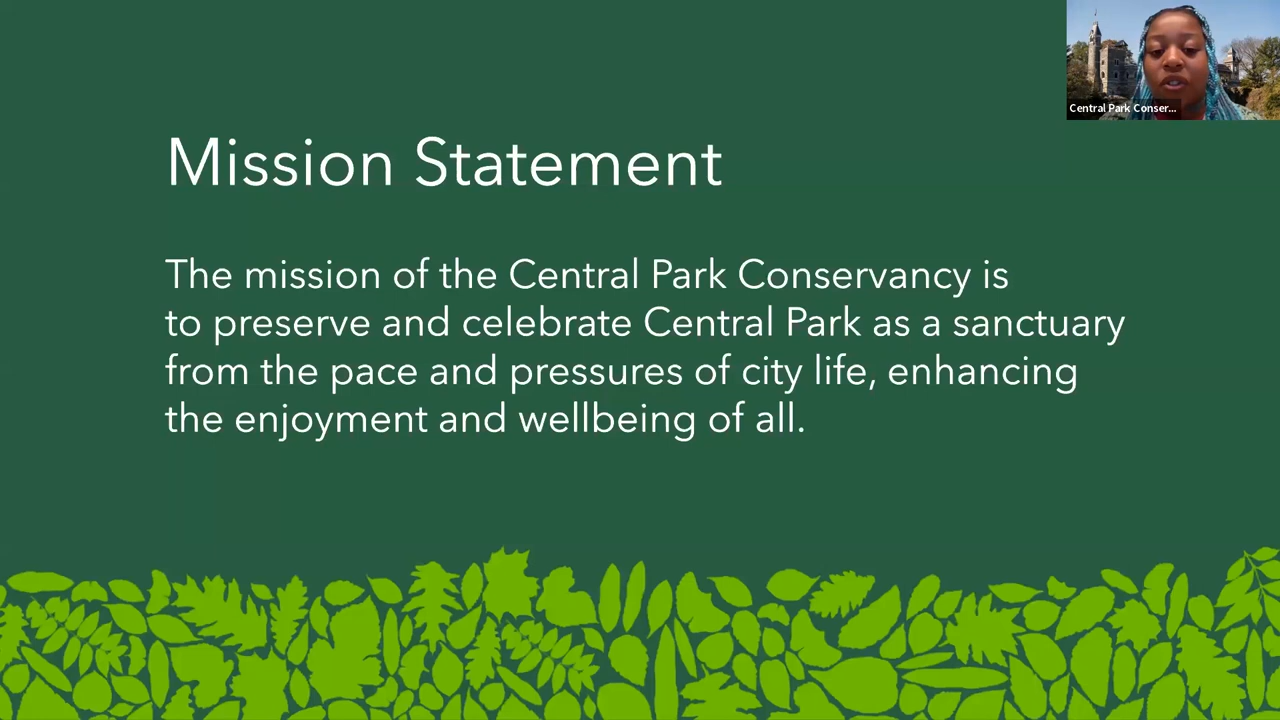 Central Park Conser...
Mission Statement
The mission of the Central Park Conservancy is
to preserve and celebrate Central Park as a sanctuary
from the pace and pressures of city life, enhancing
the enjoyment and wellbeing of all.